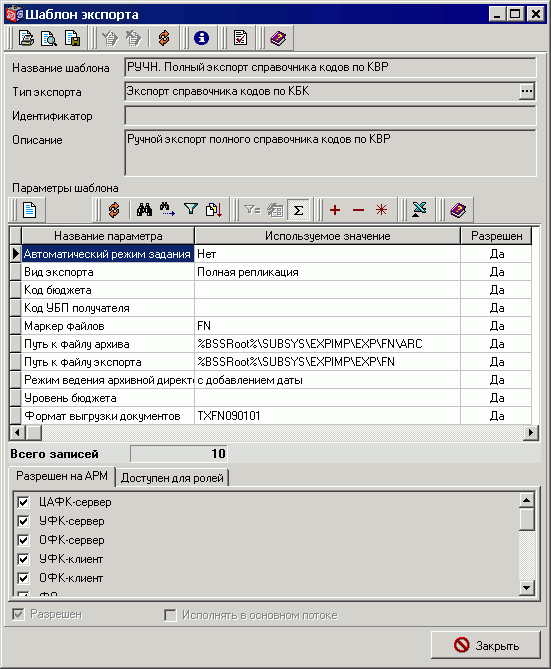 Шаблон экспорта
Название шаблона РУЧН. Полный экспорт справочника кодов по КВР
Тип экспорта Экспорт справочника кодов по КБК ...
Идентификатор
Описание Ручной экспорт полного справочника кодов по КВР
Параметры шаблона
Название параметра Используемое значение Разрешен
Автоматический режим задания Нет Да
Вид экспорта Полная репликация Да
Код бюджета Да
Код УБП получателя Да
Маркер файлов FN Да
Путь к файлу архива %BSSRoot%\SUBSYS\EXPIMP\EXP\FN\ARC Да
Путь к файлу экспорта %BSSRoot%\SUBSYS\EXPIMP\EXP\FN Да
Режим ведения архивной директ с добавлением даты Да
Уровень бюджета Да
Формат выгрузки документов TXFN090101 Да
Всего записей 10
Разрешен на АРМ Доступен для ролей
ЦАФК-сервер
УФК-сервер
ОФК-сервер
УФК-клиент
ОФК-клиент
Разрешен Исполнять в основном потоке
Закрыть